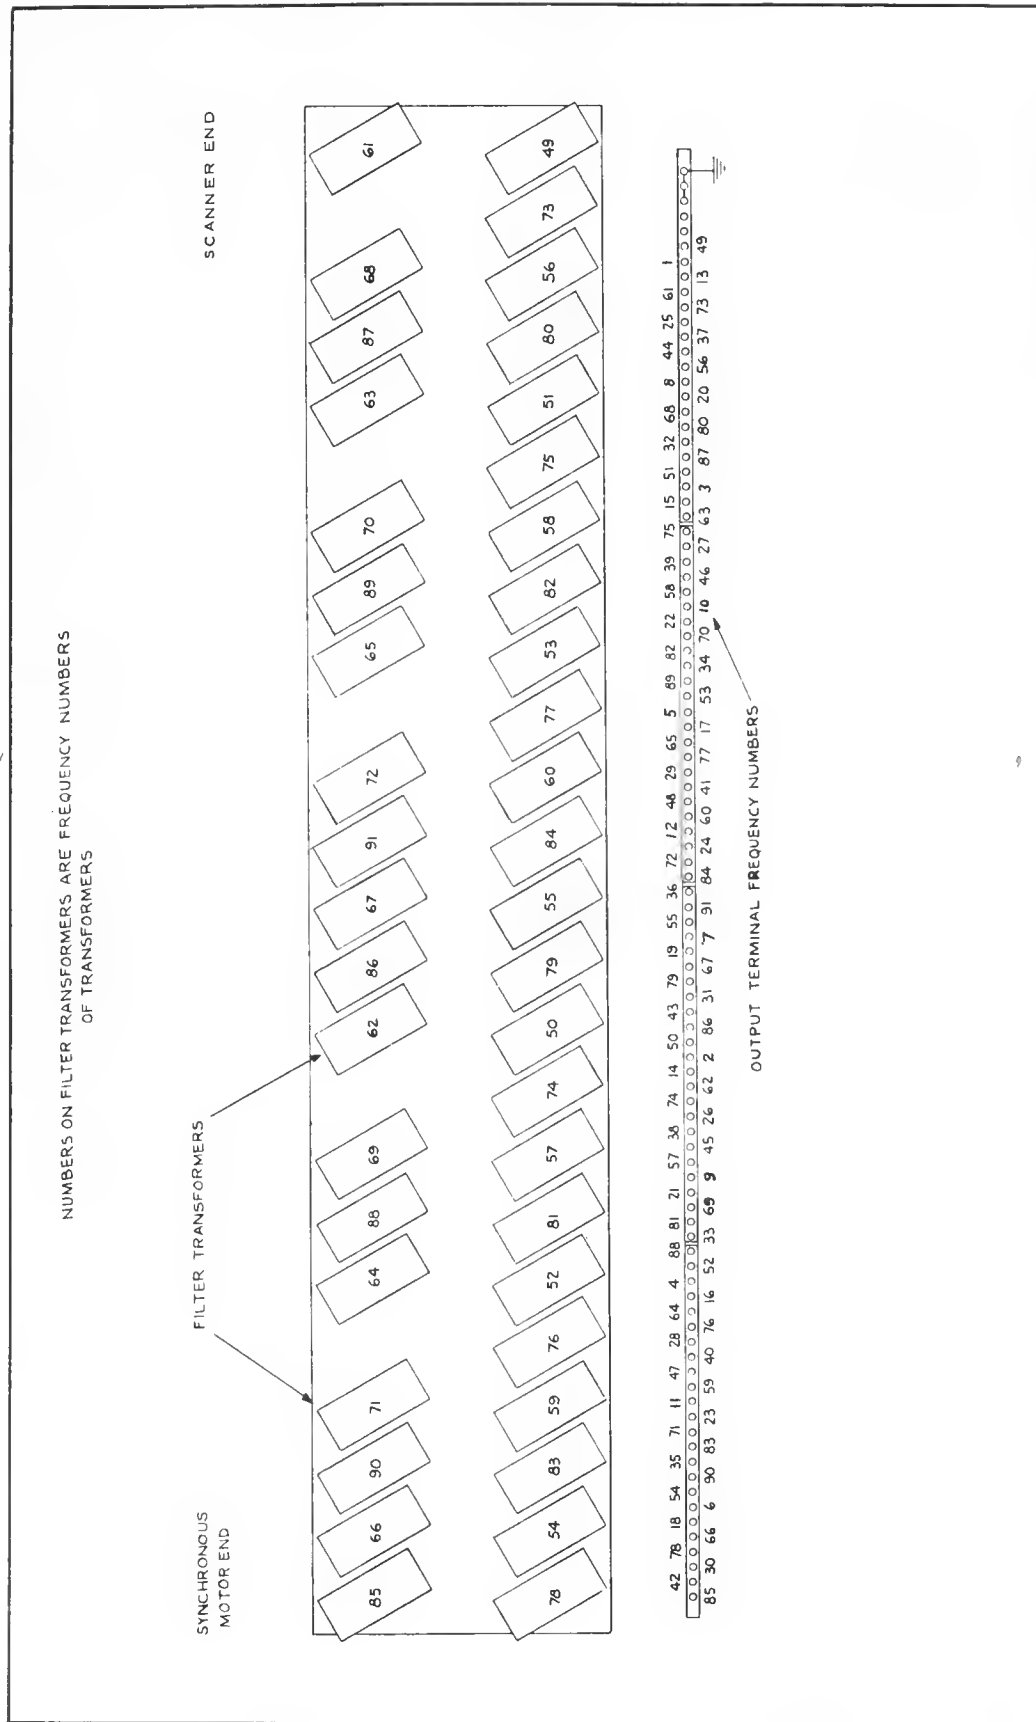 NUMBERS ON FILTER TRANSFORMERS ARE FREQUENCY NUMBERS
OF TRANSFORMERS
FILTER TRANSFORMERS
SYNCHRONOUS
MOTOR END
SCANNER END
85 66 90 71 64 88 69 62 86 67 91 72 65 89 70 63 87 68 61
78 54 83 59 76 52 81 57 74 50 79 55 84 60 77 53 82 58 75 51 80 56 73 49
42 78 18 54 35 71 11 47 28 64 4 88 81 21 57 38 74 14 50 43 79 19 55 36 72 12 48 29 65 5 89 82 22 58 39 75 15 51 32 68 8 44 25 61 1
85 30 66 6 90 83 23 59 40 76 16 52 33 69 9 45 26 62 2 86 31 67 7 91 84 24 60 41 77 17 53 34 70 10 46 27 63 3 87 80 20 56 37 73 13 49
OUTPUT TERMINAL FREQUENCY NUMBERS